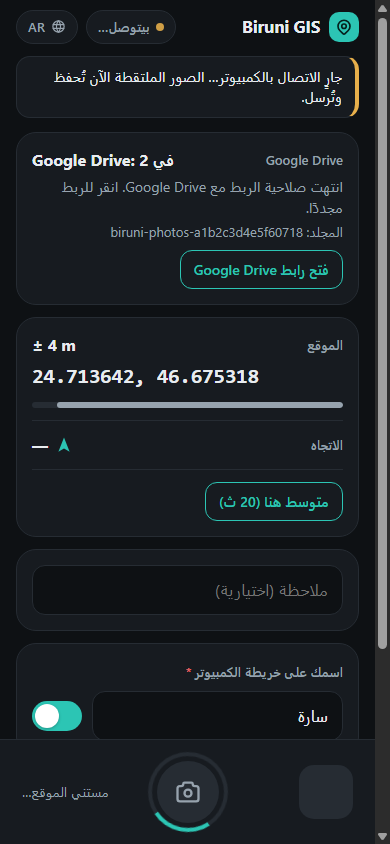 Biruni GIS
بيتوصل...
AR
جارٍ الاتصال بالكمبيوتر... الصور الملتقطة الآن تُحفظ
وتُرسل.
Google Drive
Google Drive: 2 في
انتهت صلاحية الربط مع Google Drive. انقر للربط
مجددًا.
المجلد: biruni-photos-a1b2c3d4e5f60718
فتح رابط Google Drive
الموقع
± 4 m
24.713642, 46.675318
الاتجاه
—
متوسط هنا (20 ث)
ملاحظة (اختيارية)
اسمك على خريطة الكمبيوتر *
سارة
مستني الموقع...